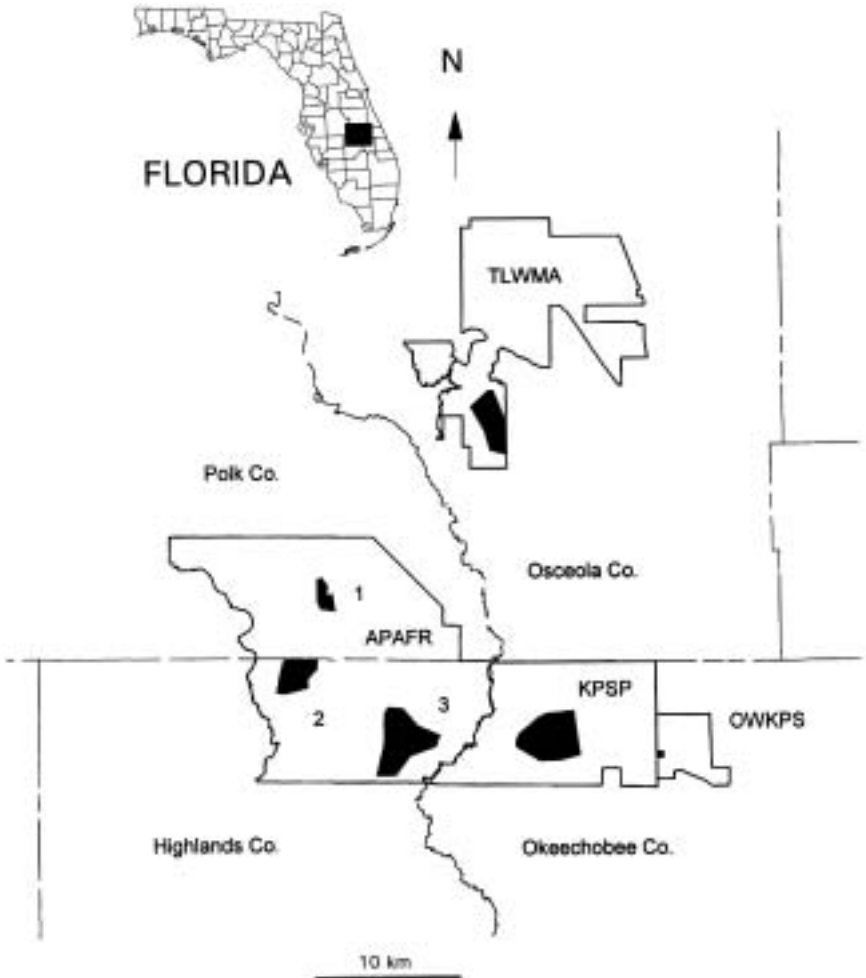 N
FLORIDA
TLWMA
Polk Co.
Osceola Co.
1
APAFR
KPSP
2
3
OWKPS
Highlands Co.
Okeechobee Co.
10 km